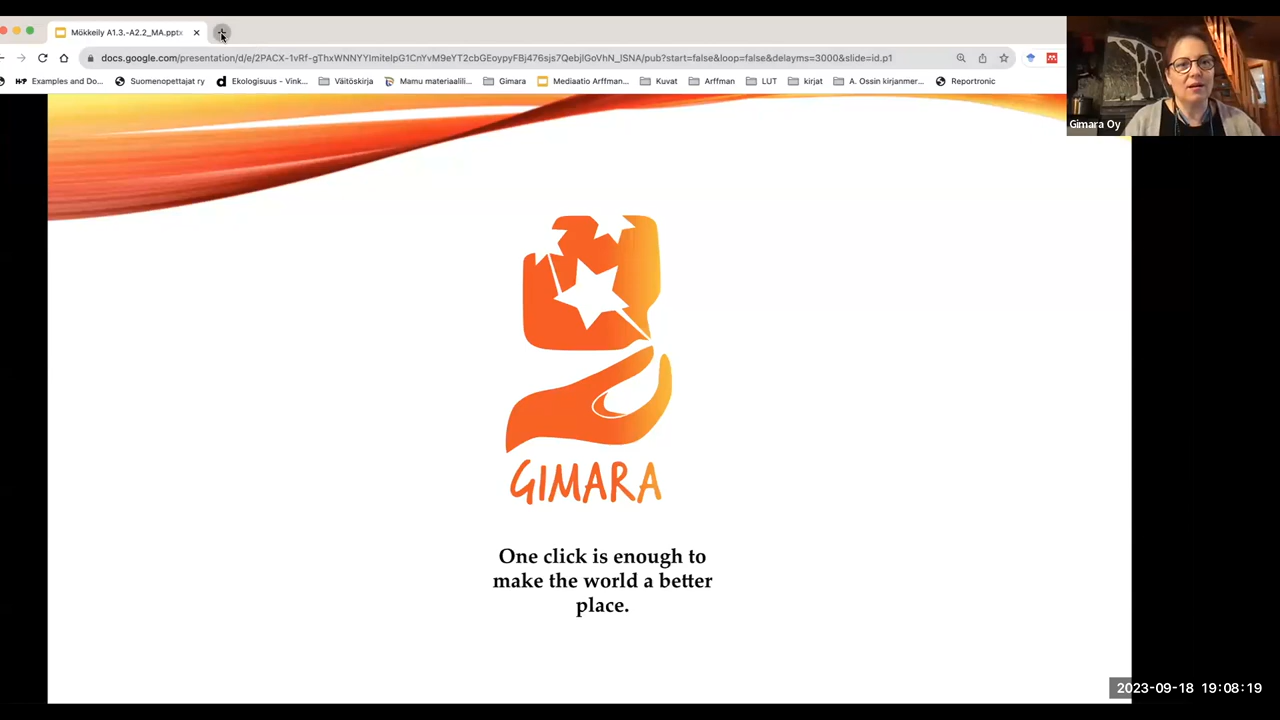 Mökkeily A1.3.-A2.2_MA.pptx
docs.google.com/presentation/d/e/2PACX-1vRf-gThxWNNYYlmitelpG1CnYvM9eYT2cbGEoypyFBj476sjs7QebjlGoVhN_lSNA/pub?start=false&loop=false&delayms=3000&slide=id.p1
Examples and Do... Suomenopettajat ry Ekologisuus - Vink... Väitöskirja Mamu materiaalili... Gimara Mediaatio Arffman... Kuvat Arffman LUT kirjat A. Ossin kirjanmer... Reportronic
Gimara Oy
GIMARA
One click is enough to
make the world a better
place.
2023-09-18 19:08:19